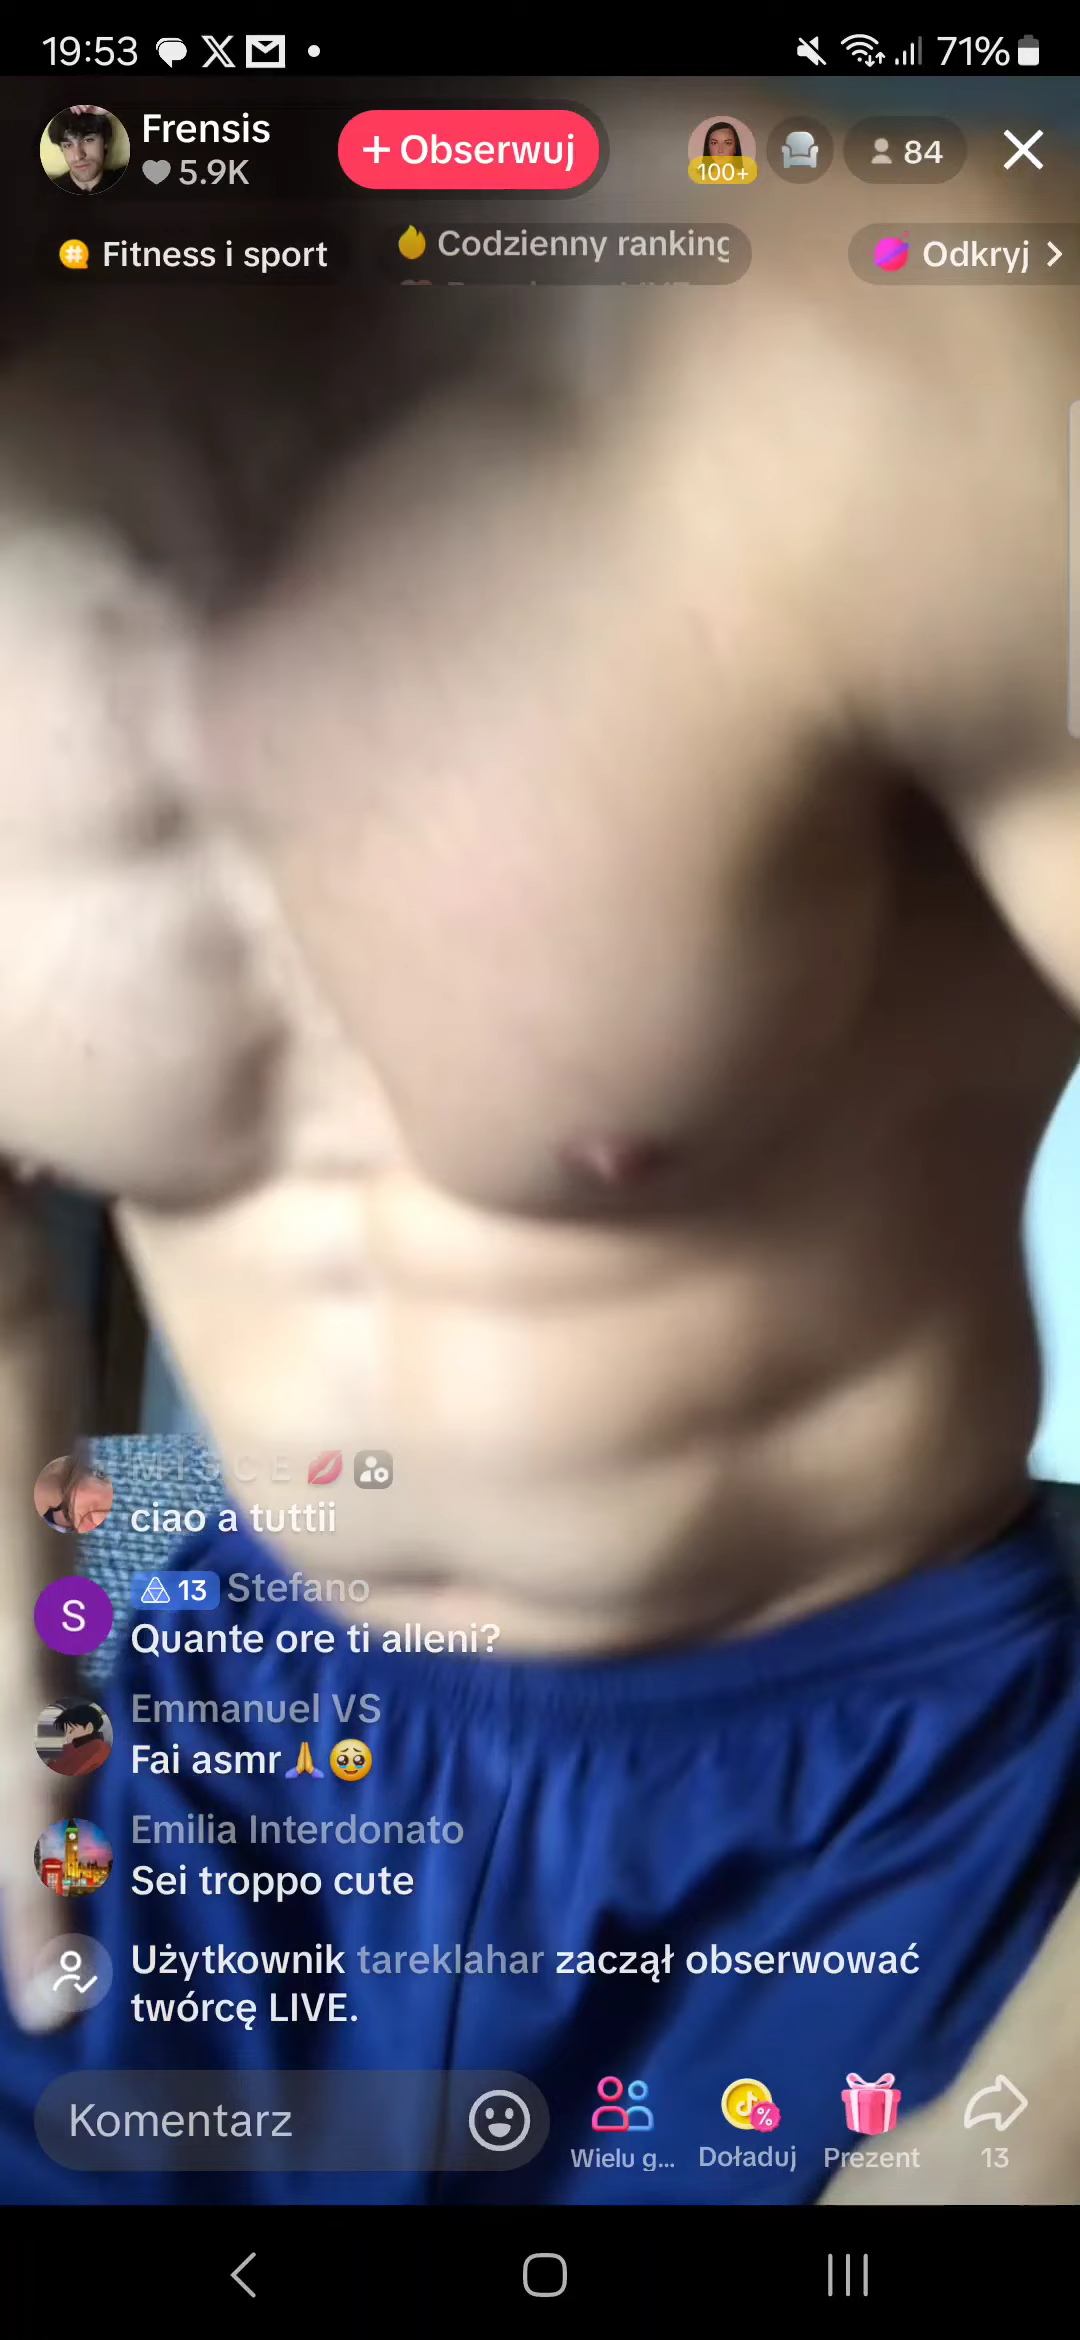 19:53
71%
Frensis
5.9K
+ Obserwuj
100+
84
Fitness i sport
Codzienny ranking
Odkryj >
M I S C E 💋
ciao a tuttii
S
13 Stefano
Quante ore ti alleni?
Emmanuel VS
Fai asmr🙏🥹
Emilia Interdonato
Sei troppo cute
Użytkownik tareklahar zaczął obserwować
twórcę LIVE.
Komentarz
Wielu g...
Doładuj
Prezent
13